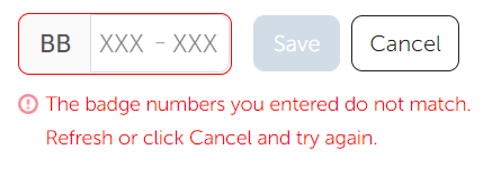 BB XXX - XXX Save Cancel
The badge numbers you entered do not match.
Refresh or click Cancel and try again.